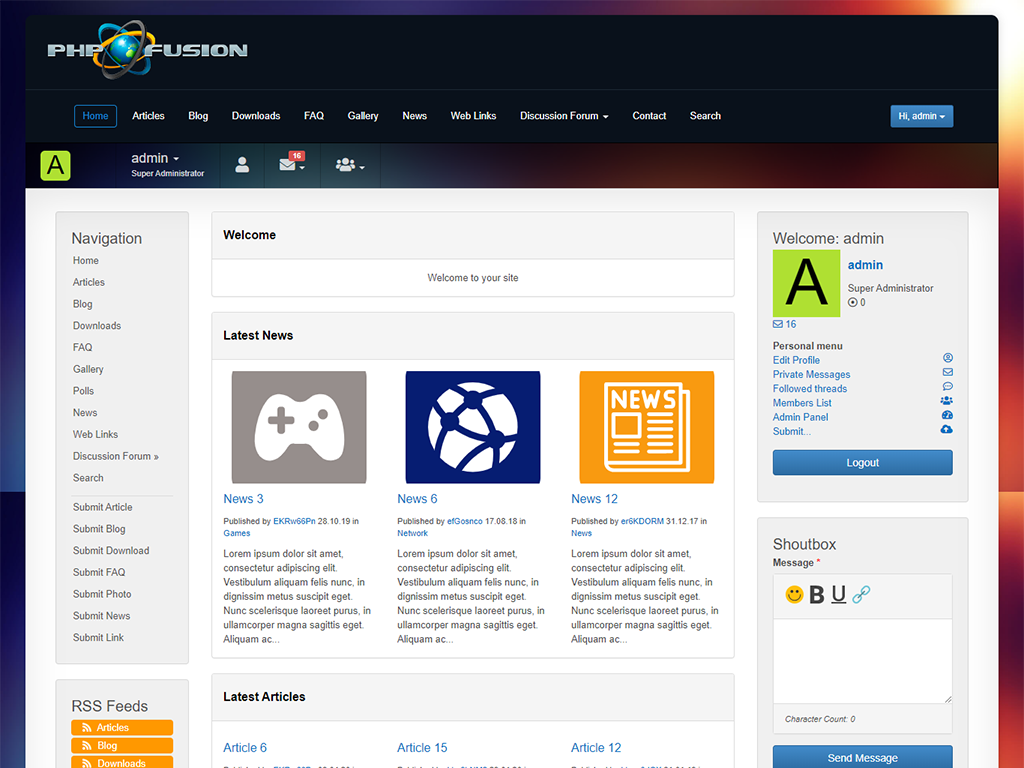 PHP FUSION
Home Articles Blog Downloads FAQ Gallery News Web Links Discussion Forum Contact Search Hi, admin
A
admin
Super Administrator
16
Navigation
Home
Articles
Blog
Downloads
FAQ
Gallery
Polls
News
Web Links
Discussion Forum »
Search
Submit Article
Submit Blog
Submit Download
Submit FAQ
Submit Photo
Submit News
Submit Link
RSS Feeds
Articles
Blog
Downloads
Welcome
Welcome to your site
Latest News
News 3
Published by EKRw66Pn 28.10.19 in
Games
Lorem ipsum dolor sit amet,
consectetur adipiscing elit.
Vestibulum aliquam felis nunc, in
dignissim metus suscipit eget.
Nunc scelerisque laoreet purus, in
ullamcorper magna sagittis eget.
Aliquam ac...
News 6
Published by efGosnco 17.08.18 in
Network
Lorem ipsum dolor sit amet,
consectetur adipiscing elit.
Vestibulum aliquam felis nunc, in
dignissim metus suscipit eget.
Nunc scelerisque laoreet purus, in
ullamcorper magna sagittis eget.
Aliquam ac...
NEWS
News 12
Published by er6KDORM 31.12.17 in
News
Lorem ipsum dolor sit amet,
consectetur adipiscing elit.
Vestibulum aliquam felis nunc, in
dignissim metus suscipit eget.
Nunc scelerisque laoreet purus, in
ullamcorper magna sagittis eget.
Aliquam ac...
Latest Articles
Article 6
Article 15
Article 12
Welcome: admin
A
admin
Super Administrator
0
16
Personal menu
Edit Profile
Private Messages
Followed threads
Members List
Admin Panel
Submit...
Logout
Shoutbox
Message *
B U
Character Count: 0
Send Message